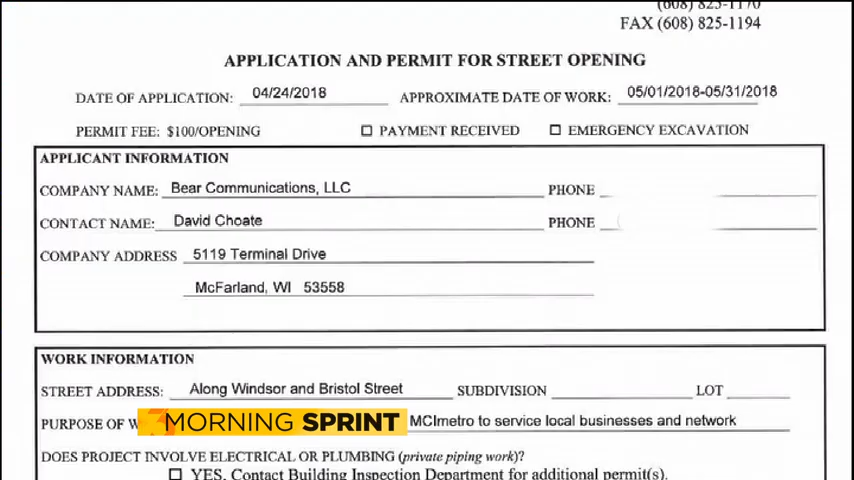 (608) 825-1170
FAX (608) 825-1194
APPLICATION AND PERMIT FOR STREET OPENING
DATE OF APPLICATION: 04/24/2018 APPROXIMATE DATE OF WORK: 05/01/2018-05/31/2018
PERMIT FEE: $100/OPENING ☐ PAYMENT RECEIVED ☐ EMERGENCY EXCAVATION
APPLICANT INFORMATION
COMPANY NAME: Bear Communications, LLC PHONE
CONTACT NAME: David Choate PHONE
COMPANY ADDRESS 5119 Terminal Drive
McFarland, WI 53558
WORK INFORMATION
STREET ADDRESS: Along Windsor and Bristol Street SUBDIVISION LOT
PURPOSE OF W MCImetro to service local businesses and network
3 MORNING SPRINT
DOES PROJECT INVOLVE ELECTRICAL OR PLUMBING (private piping work)?
☐ YES, Contact Building Inspection Department for additional permit(s).